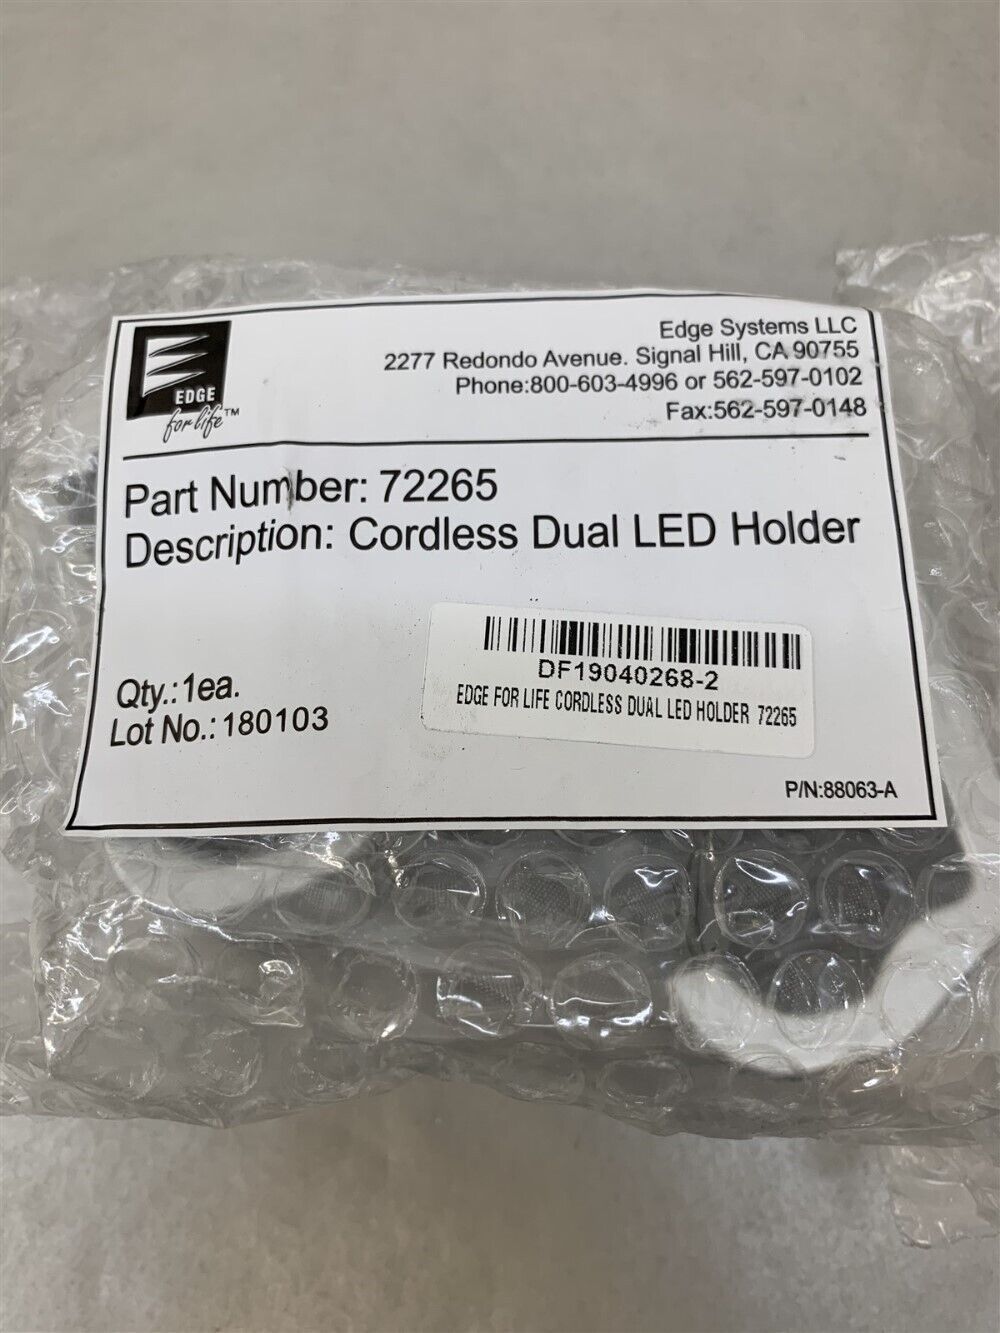 EDGE
for life™
Edge Systems LLC
2277 Redondo Avenue. Signal Hill, CA 90755
Phone:800-603-4996 or 562-597-0102
Fax:562-597-0148
Part Number: 72265
Description: Cordless Dual LED Holder
Qty.:1ea.
Lot No.:180103
DF19040268-2
EDGE FOR LIFE CORDLESS DUAL LED HOLDER 72265
P/N:88063-A